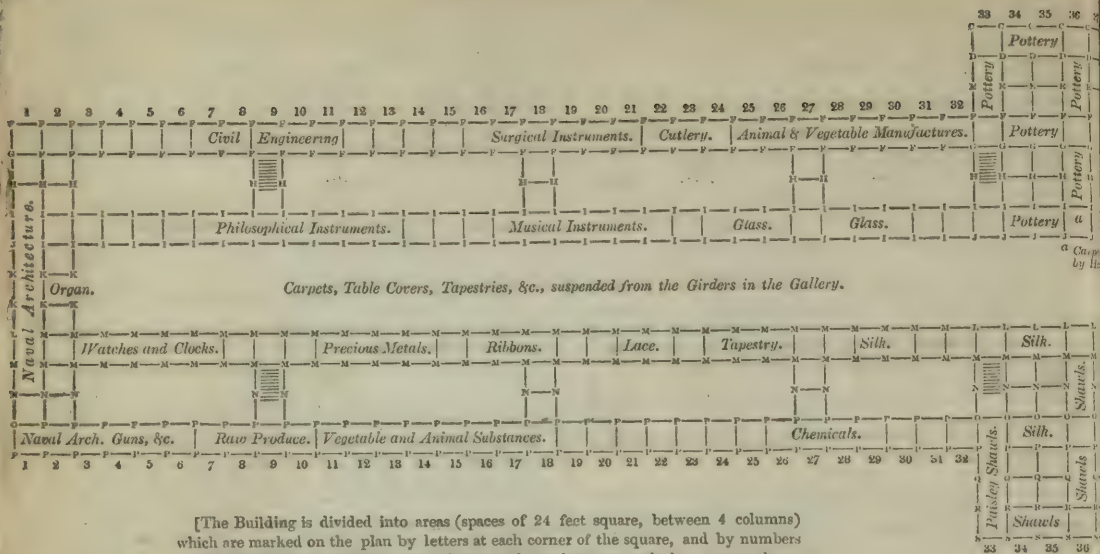 33 34 35 36
Pottery
Pottery
Pottery
1 2 3 4 5 6 7 8 9 10 11 12 13 14 15 16 17 18 19 20 21 22 23 24 25 26 27 28 29 30 31 32
Civil Engineering Surgical Instruments. Cutlery. Animal & Vegetable Manufactures. Pottery
Pottery
Naval Architecture.
Philosophical Instruments. Musical Instruments. Glass. Glass. Pottery a
a
by
Organ. Carpets, Table Covers, Tapestries, &c., suspended from the Girders in the Gallery.
Watches and Clocks. Precious Metals. Ribbons. Lace. Tapestry. Silk. Silk.
Shawls.
Naval Arch. Guns, &c. Raw Produce. Vegetable and Animal Substances. Chemicals. Silk.
1 2 3 4 5 6 7 8 9 10 11 12 13 14 15 16 17 18 19 20 21 22 23 24 25 26 27 28 29 30 31 32
Paisley Shawls.
Shawls
Shawls
33 34 35 36
[The Building is divided into areas (spaces of 24 feet square, between 4 columns)
which are marked on the plan by letters at each corner of the square, and by numbers